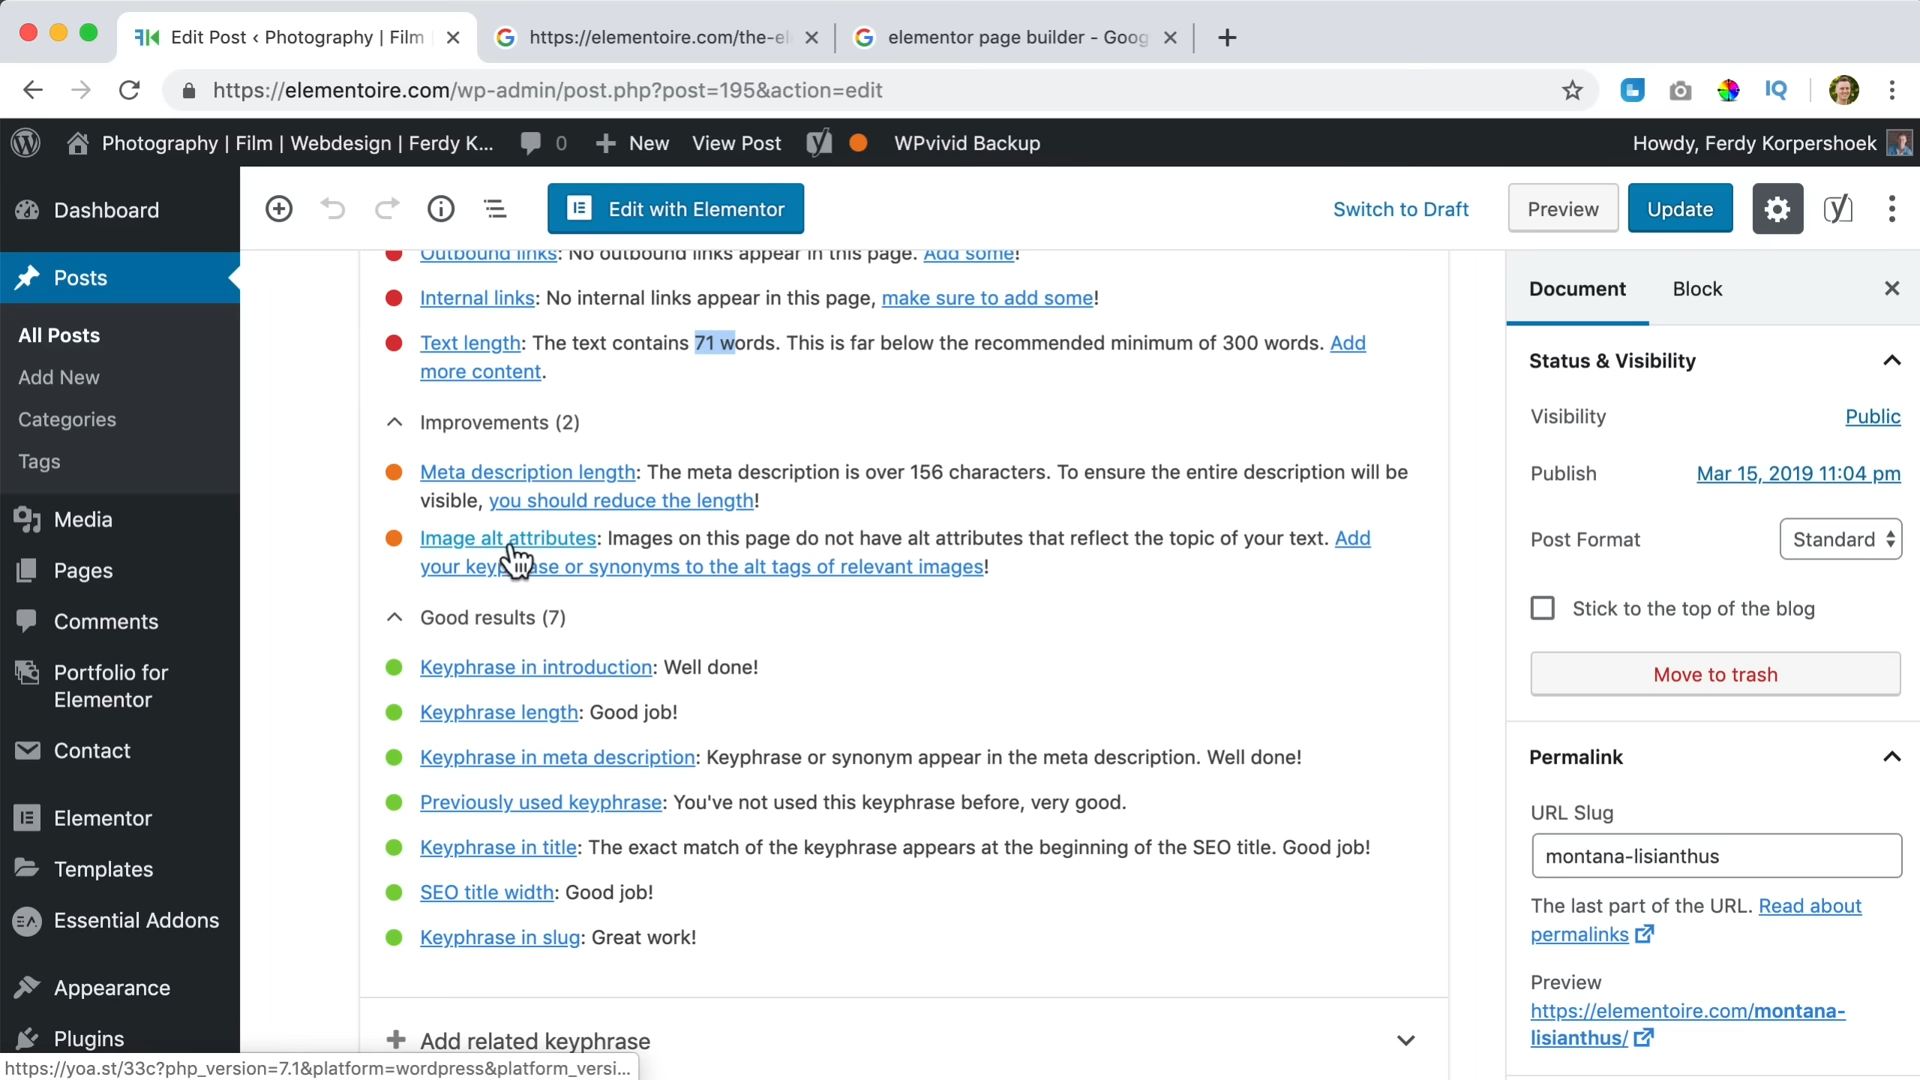 Edit Post ‹ Photography | Film
https://elementoire.com/the-el
elementor page builder - Goog
https://elementoire.com/wp-admin/post.php?post=195&action=edit
Photography | Film | Webdesign | Ferdy K...
0
New
View Post
WPvivid Backup
Howdy, Ferdy Korpershoek
Dashboard
Posts
All Posts
Add New
Categories
Tags
Media
Pages
Comments
Portfolio for
Elementor
Contact
Elementor
Templates
Essential Addons
Appearance
Plugins
Edit with Elementor
Switch to Draft
Preview
Update
Outbound links: No outbound links appear in this page. Add some!
Internal links: No internal links appear in this page, make sure to add some!
Text length: The text contains 71 words. This is far below the recommended minimum of 300 words. Add
more content.
Improvements (2)
Meta description length: The meta description is over 156 characters. To ensure the entire description will be
visible, you should reduce the length!
Image alt attributes: Images on this page do not have alt attributes that reflect the topic of your text. Add
your keyphrase or synonyms to the alt tags of relevant images!
Good results (7)
Keyphrase in introduction: Well done!
Keyphrase length: Good job!
Keyphrase in meta description: Keyphrase or synonym appear in the meta description. Well done!
Previously used keyphrase: You've not used this keyphrase before, very good.
Keyphrase in title: The exact match of the keyphrase appears at the beginning of the SEO title. Good job!
SEO title width: Good job!
Keyphrase in slug: Great work!
Add related keyphrase
Document
Block
Status & Visibility
Visibility
Public
Publish
Mar 15, 2019 11:04 pm
Post Format
Standard
Stick to the top of the blog
Move to trash
Permalink
URL Slug
montana-lisianthus
The last part of the URL. Read about
permalinks
Preview
https://elementoire.com/montana-
lisianthus/
https://yoa.st/33c?php_version=7.1&platform=wordpress&platform_versi...